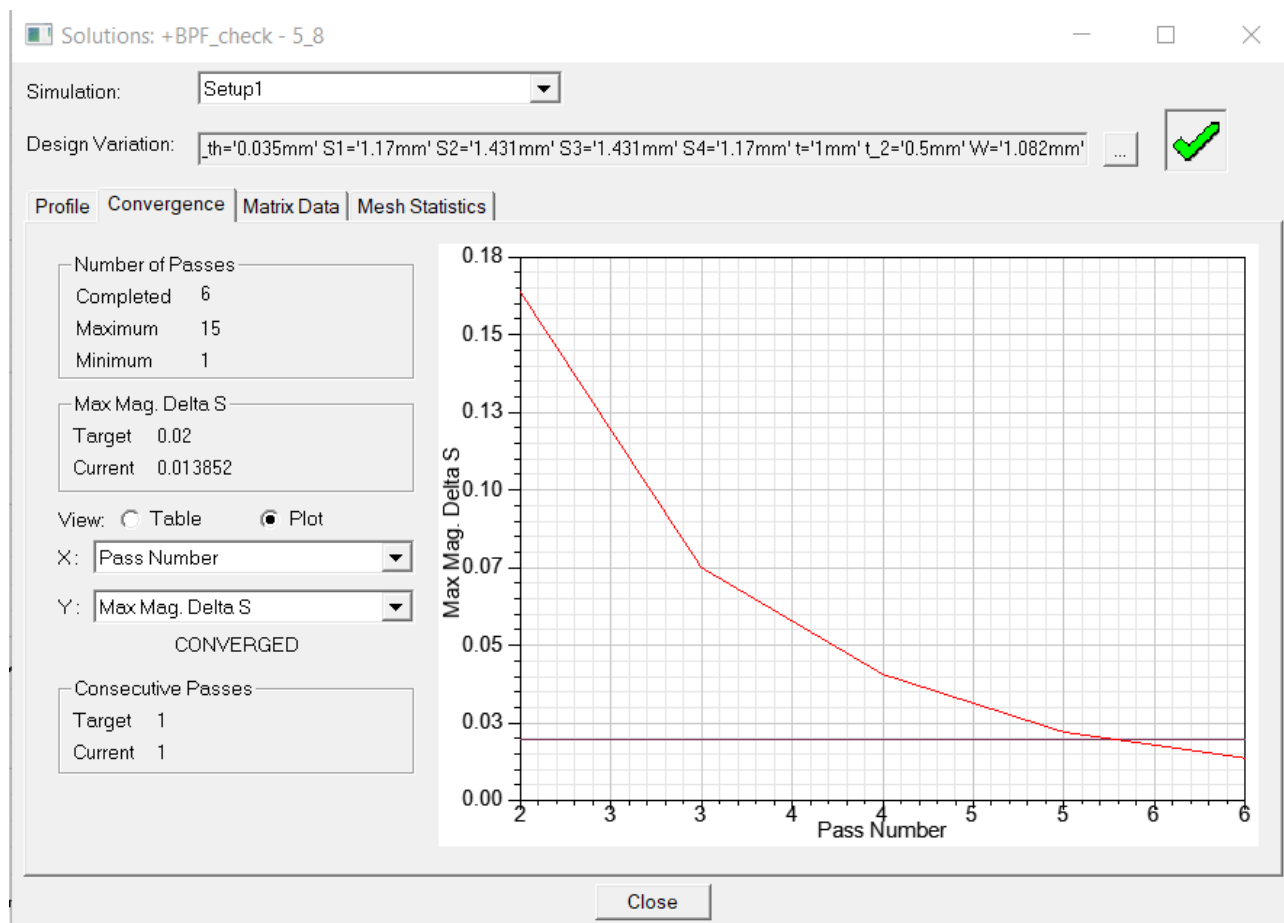 Solutions: +BPF_check - 5_8
Simulation: Setup1
Design Variation: _th='0.035mm' S1='1.17mm' S2='1.431mm' S3='1.431mm' S4='1.17mm' t='1mm' t_2='0.5mm' W='1.082mm' ...
Profile Convergence Matrix Data Mesh Statistics
Number of Passes
Completed 6
Maximum 15
Minimum 1
Max Mag. Delta S
Target 0.02
Current 0.013852
View: Table Plot
X: Pass Number
Y: Max Mag. Delta S
CONVERGED
Consecutive Passes
Target 1
Current 1
0.18
0.15
0.13
0.10
0.07
0.05
0.03
0.00
Max Mag. Delta S
2 3 3 4 4 5 5 6 6
Pass Number
Close